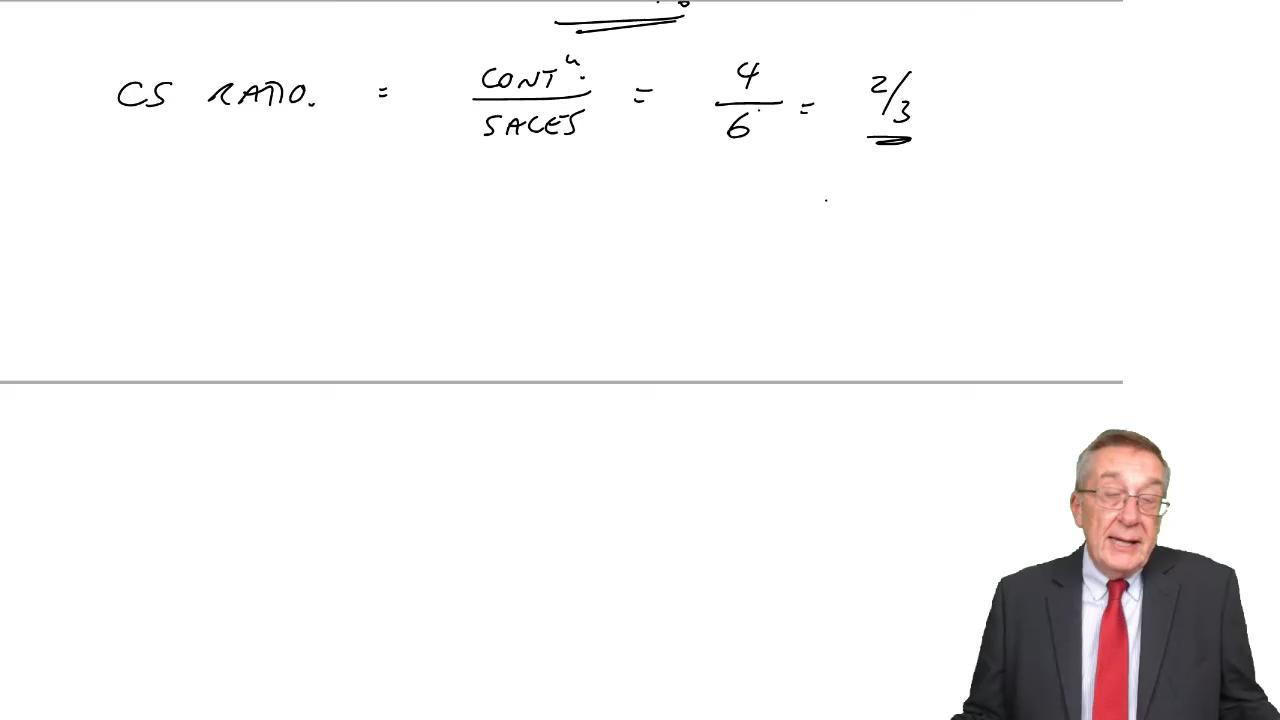 CS RATIO. = CONTⁿ. / SALES = 4 / 6 = 2/3